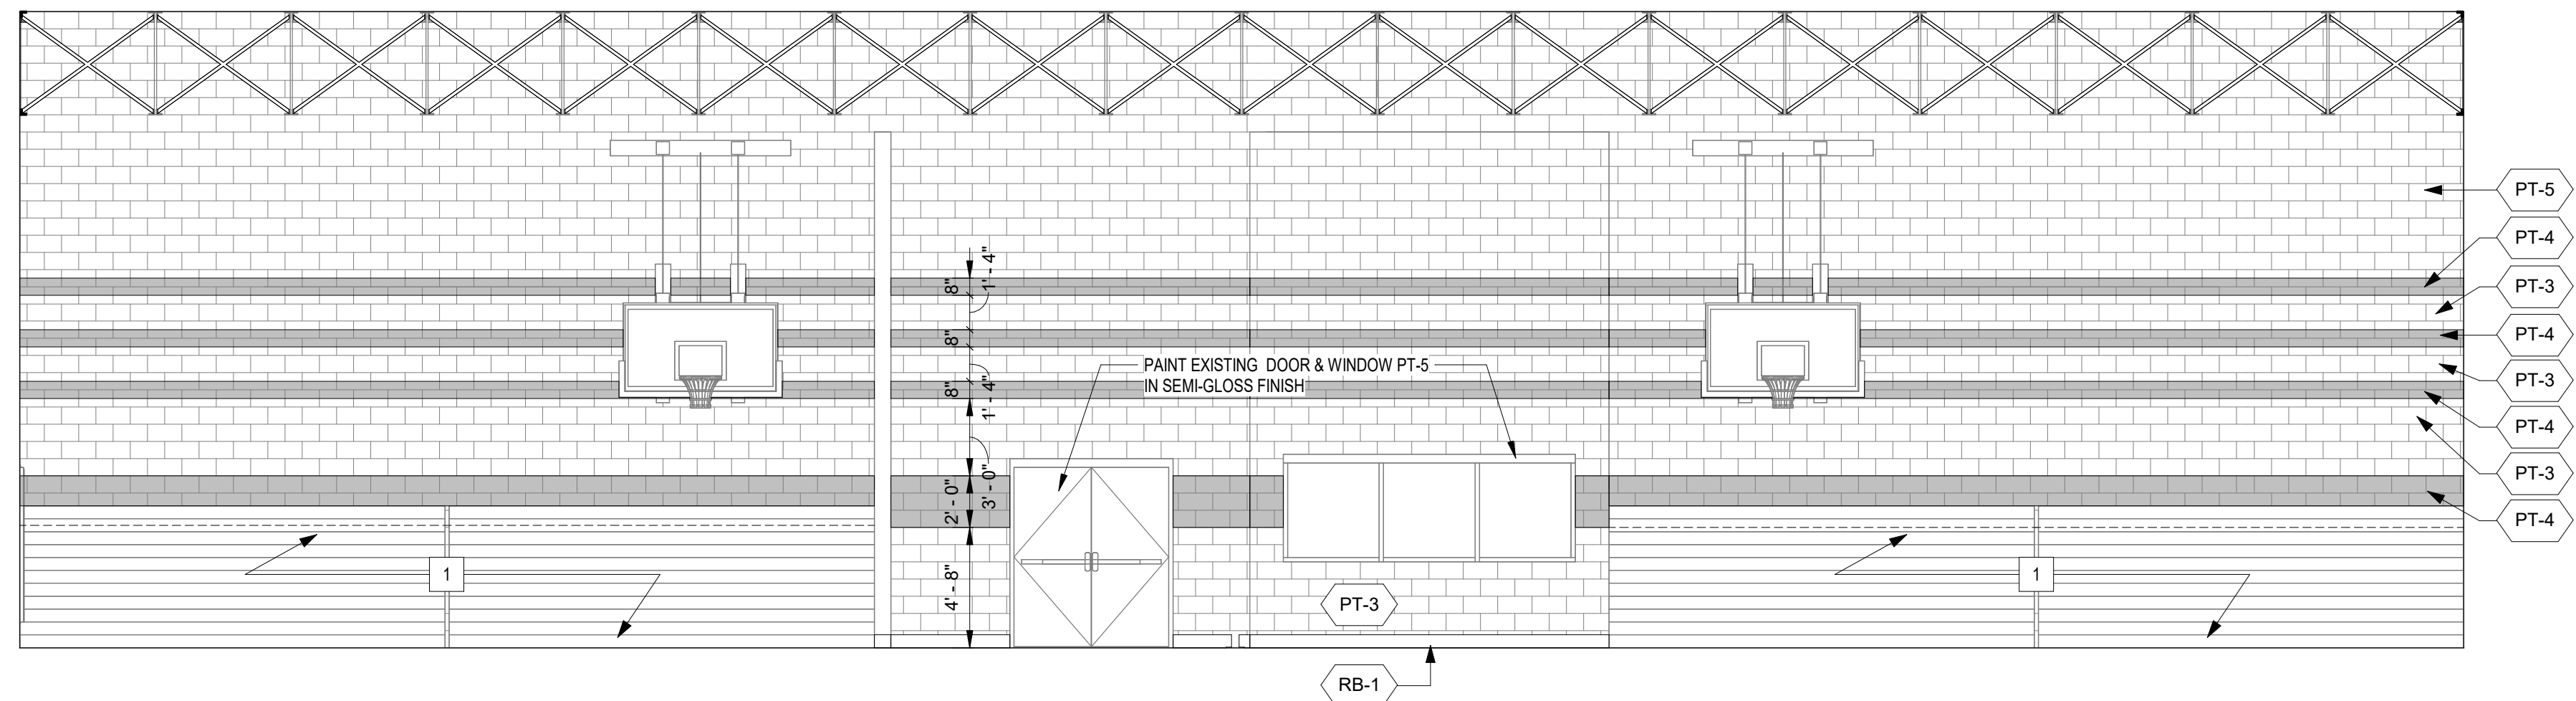 PT-5
PT-4
PT-3
PT-4
PT-3
PT-4
PT-3
PT-4
8"
1' - 4"
8"
1' - 4"
8"
3' - 0"
2' - 0"
4' - 8"
PAINT EXISTING DOOR & WINDOW PT-5
IN SEMI-GLOSS FINISH
1
1
PT-3
RB-1